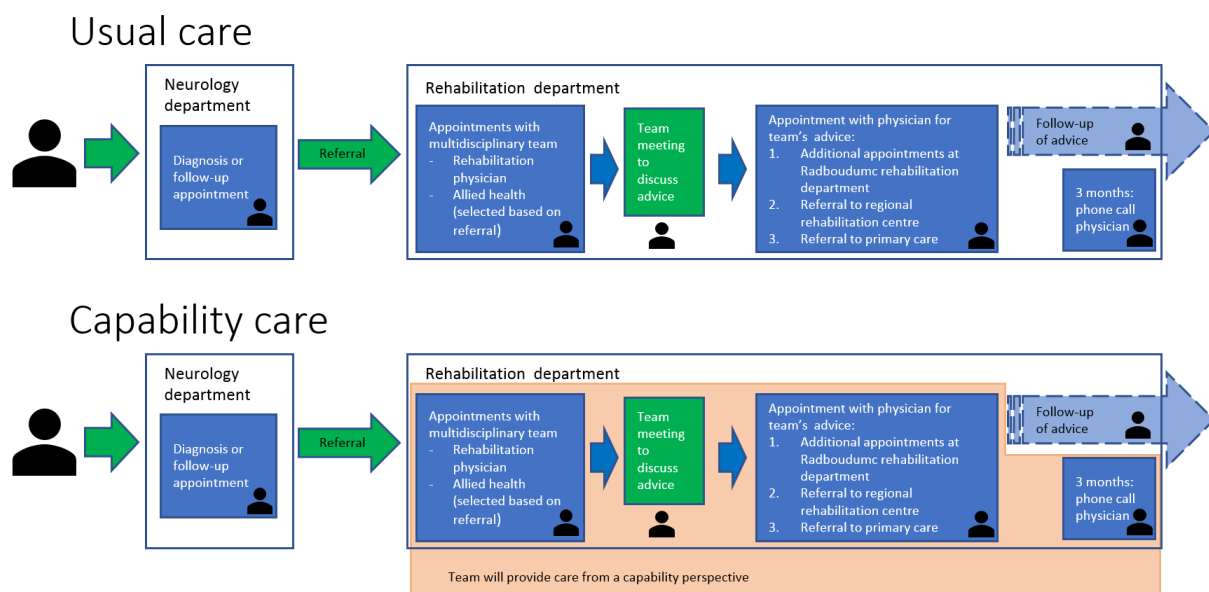 Usual care
Neurology
department
Diagnosis or
follow-up
appointment
Referral
Rehabilitation department
Appointments with
multidisciplinary team
- Rehabilitation
physician
- Allied health
(selected based on
referral)
Team
meeting
to
discuss
advice
Appointment with physician for
team's advice:
1. Additional appointments at
Radboudumc rehabilitation
department
2. Referral to regional
rehabilitation centre
3. Referral to primary care
Follow-up
of advice
3 months:
phone call
physician
Capability care
Neurology
department
Diagnosis or
follow-up
appointment
Referral
Rehabilitation department
Appointments with
multidisciplinary team
- Rehabilitation
physician
- Allied health
(selected based on
referral)
Team
meeting
to
discuss
advice
Appointment with physician for
team's advice:
1. Additional appointments at
Radboudumc rehabilitation
department
2. Referral to regional
rehabilitation centre
3. Referral to primary care
Follow-up
of advice
3 months:
phone call
physician
Team will provide care from a capability perspective